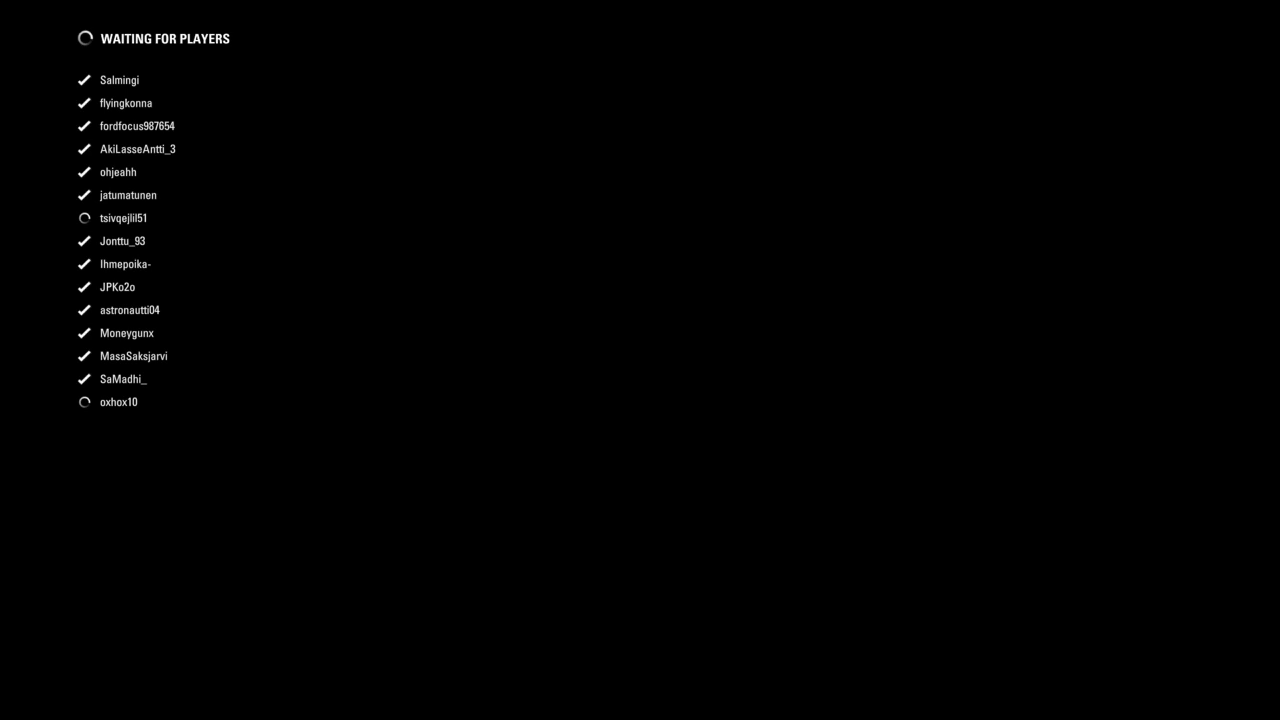 WAITING FOR PLAYERS
Salmingi
flyingkonna
fordfocus987654
AkiLasseAntti_3
ohjeahh
jatumatunen
tsivqejlil51
Jonttu_93
Ihmepoika-
JPKo2o
astronautti04
Moneygunx
MasaSaksjarvi
SaMadhi_
oxhox10